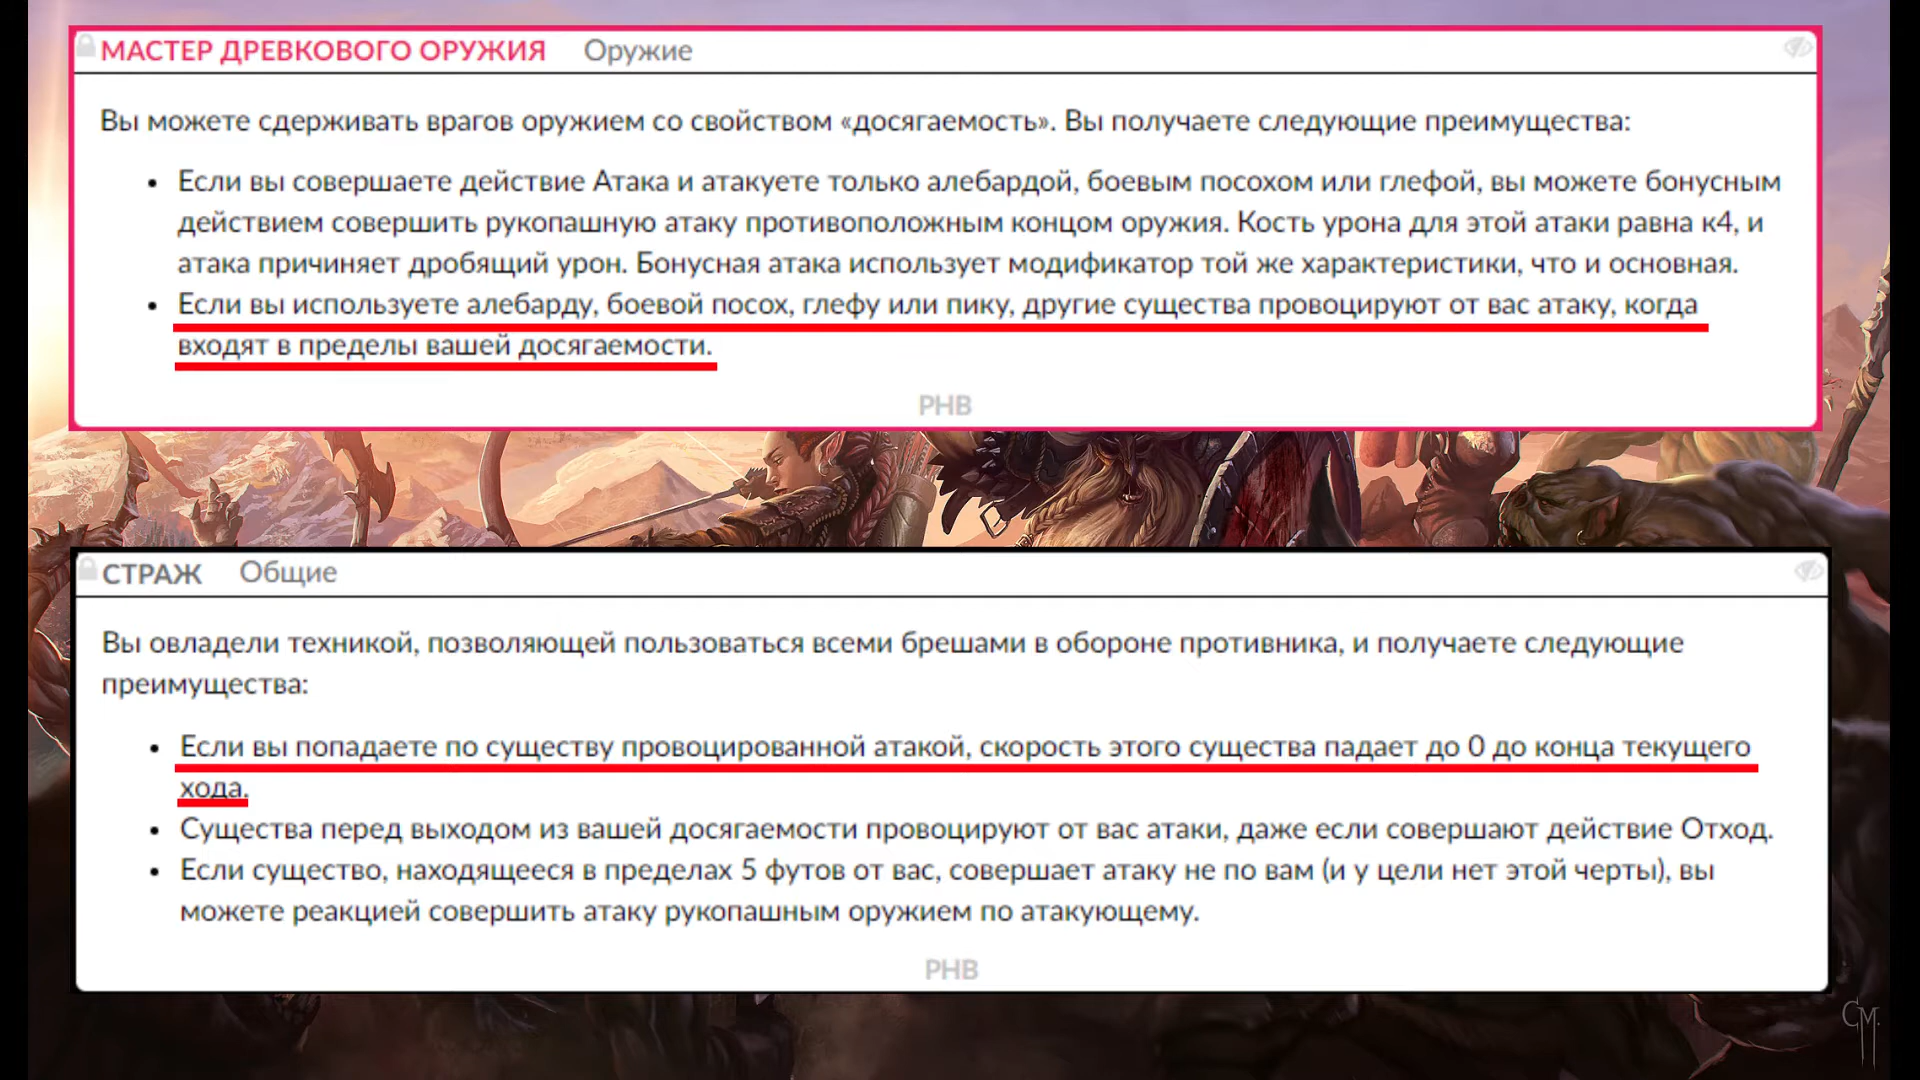 МАСТЕР ДРЕВКОВОГО ОРУЖИЯ Оружие
Вы можете сдерживать врагов оружием со свойством «досягаемость». Вы получаете следующие преимущества:
• Если вы совершаете действие Атака и атакуете только алебардой, боевым посохом или глефой, вы можете бонусным
действием совершить рукопашную атаку противоположным концом оружия. Кость урона для этой атаки равна к4, и
атака причиняет дробящий урон. Бонусная атака использует модификатор той же характеристики, что и основная.
• Если вы используете алебарду, боевой посох, глефу или пику, другие существа провоцируют от вас атаку, когда
входят в пределы вашей досягаемости.
PHB
СТРАЖ Общие
Вы овладели техникой, позволяющей пользоваться всеми брешами в обороне противника, и получаете следующие
преимущества:
• Если вы попадаете по существу провоцированной атакой, скорость этого существа падает до 0 до конца текущего
хода.
• Существа перед выходом из вашей досягаемости провоцируют от вас атаки, даже если совершают действие Отход.
• Если существо, находящееся в пределах 5 футов от вас, совершает атаку не по вам (и у цели нет этой черты), вы
можете реакцией совершить атаку рукопашным оружием по атакующему.
PHB